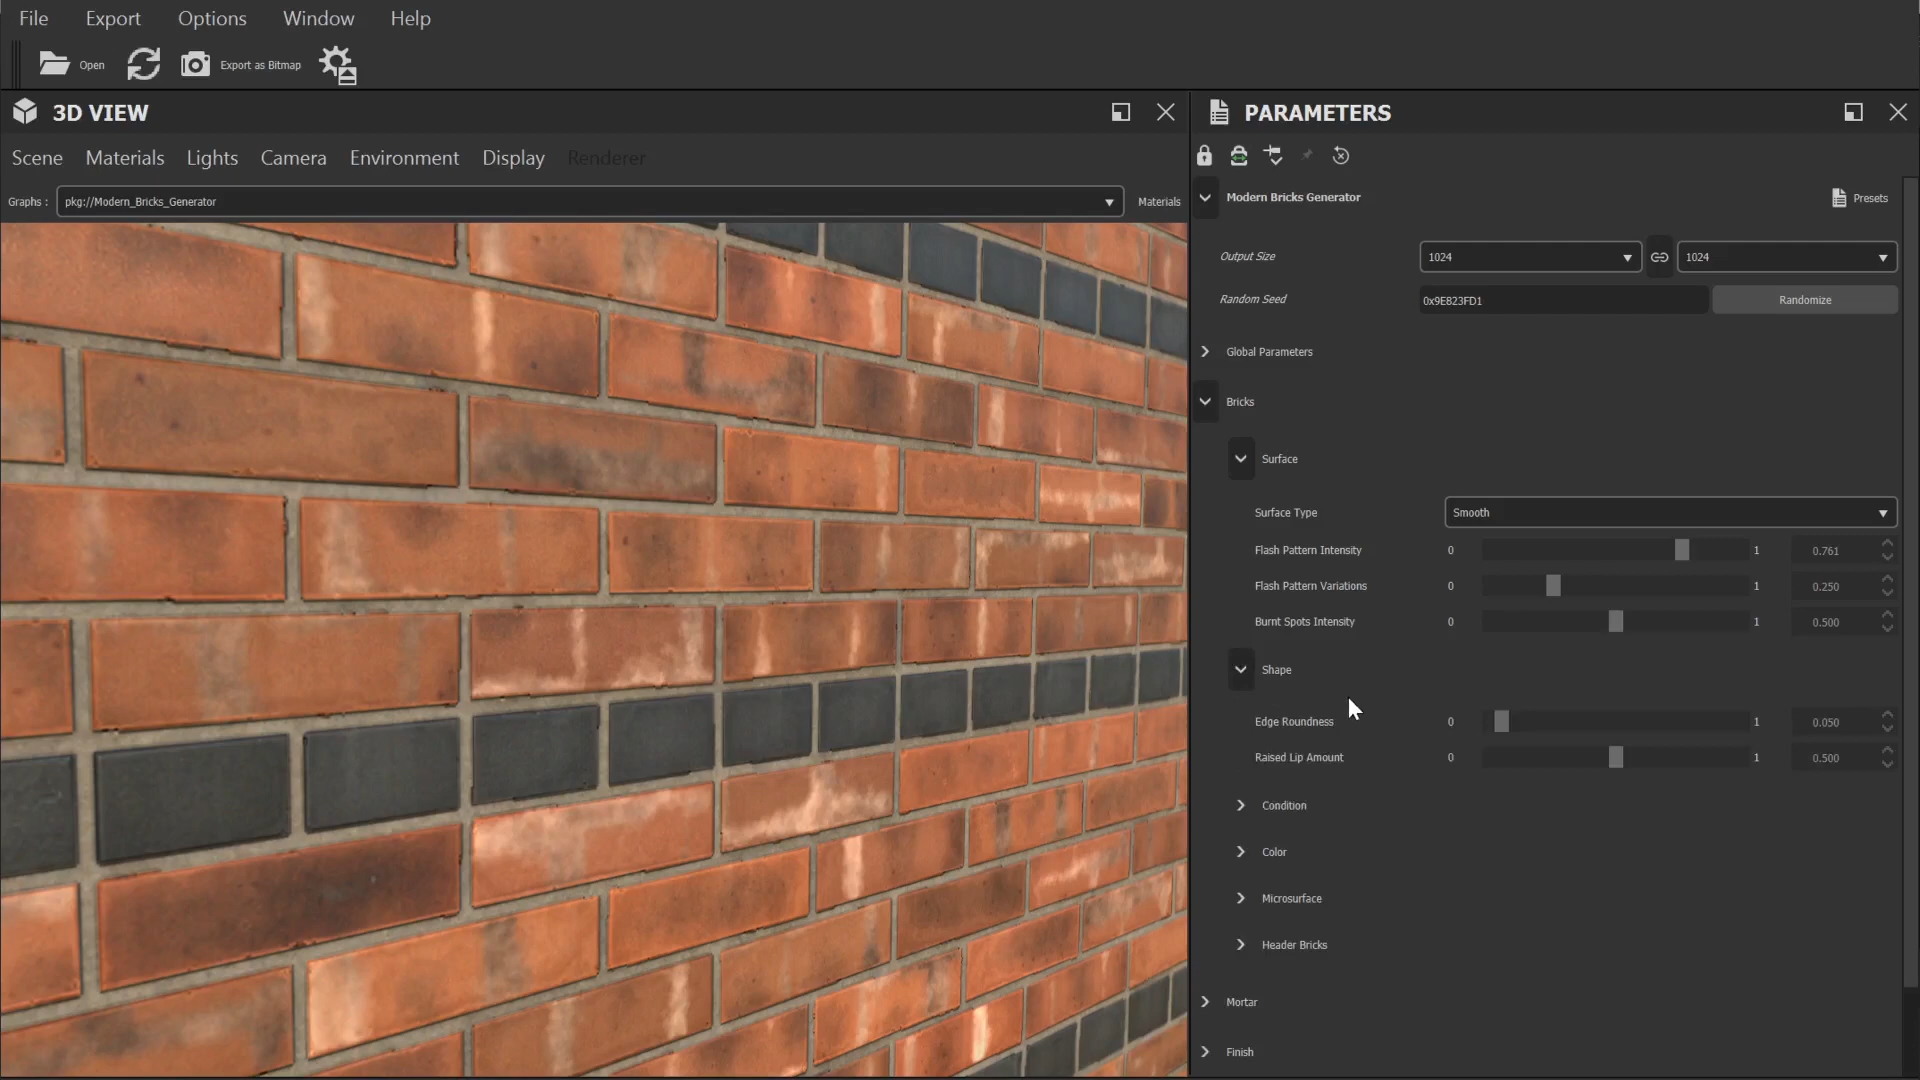 File Export Options Window Help
Open Export as Bitmap
3D VIEW
Scene Materials Lights Camera Environment Display Renderer
Graphs : pkg://Modern_Bricks_Generator Materials
PARAMETERS
Modern Bricks Generator Presets
Output Size 1024 1024
Random Seed 0x9E823FD1 Randomize
Global Parameters
Bricks
Surface
Surface Type Smooth
Flash Pattern Intensity 0 1 0.761
Flash Pattern Variations 0 1 0.250
Burnt Spots Intensity 0 1 0.500
Shape
Edge Roundness 0 1 0.050
Raised Lip Amount 0 1 0.500
Condition
Color
Microsurface
Header Bricks
Mortar
Finish